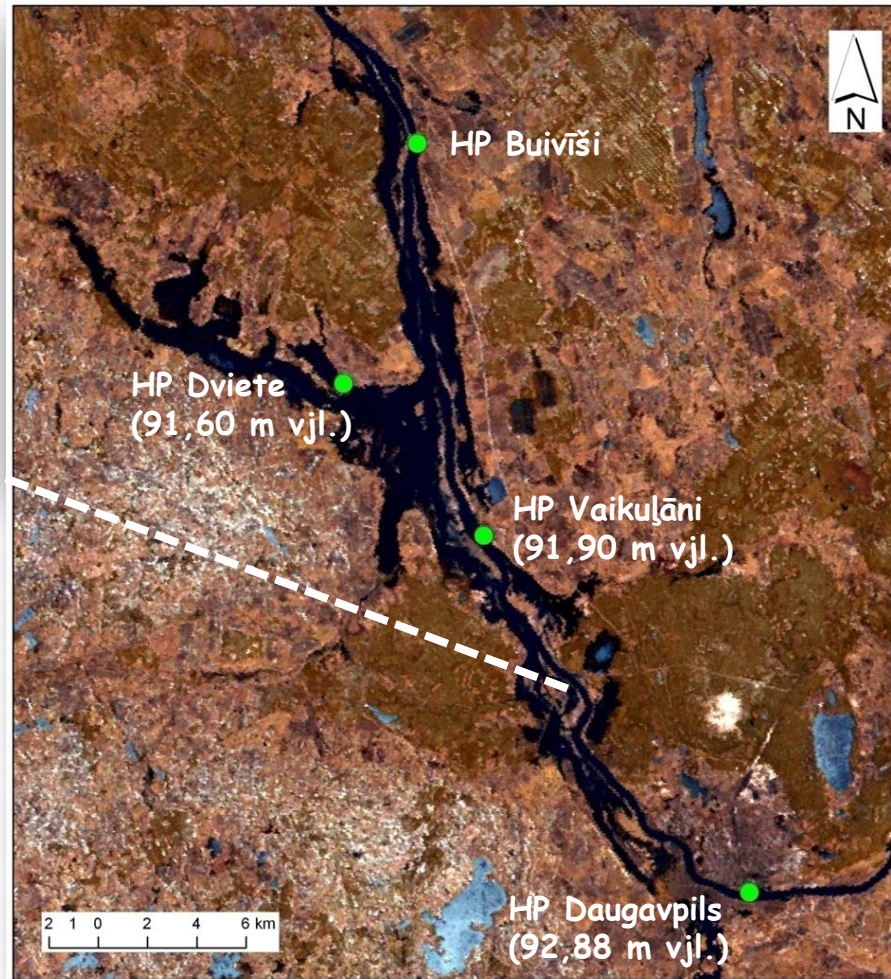 N
HP Buivīši
HP Dviete
(91,60 m vjl.)
HP Vaikuļāni
(91,90 m vjl.)
HP Daugavpils
(92,88 m vjl.)
2 1 0 2 4 6 km